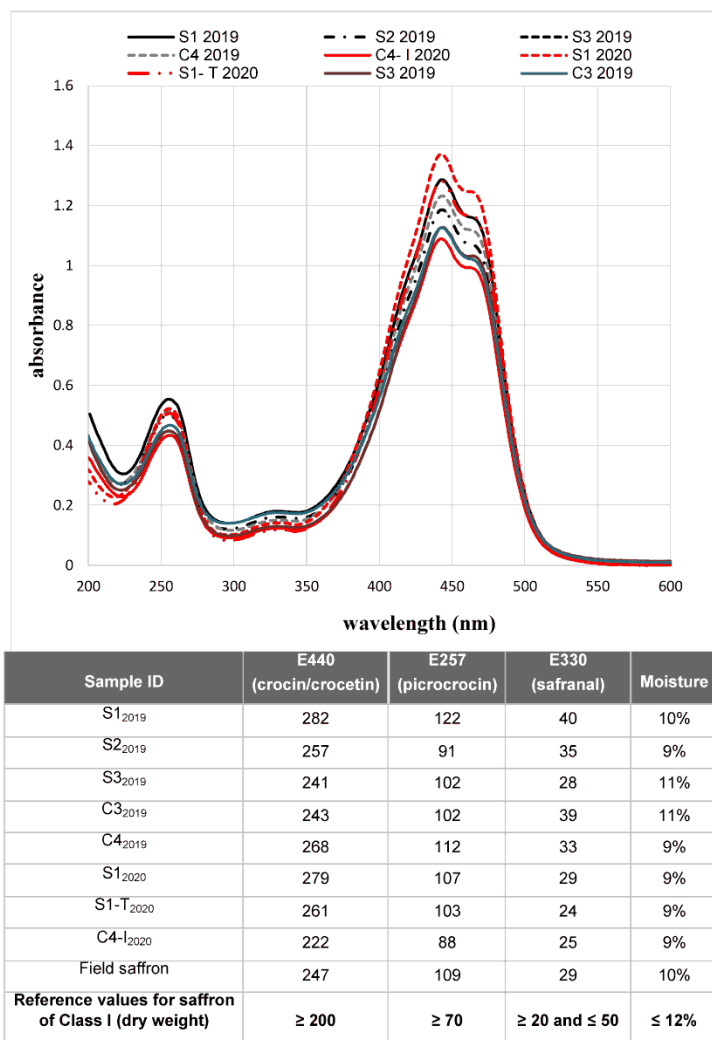 S1 2019 S2 2019 S3 2019
C4 2019 C4- I 2020 S1 2020
S1- T 2020 S3 2019 C3 2019
1.6
1.4
1.2
1
0.8
0.6
0.4
0.2
0
absorbance
200 250 300 350 400 450 500 550 600
wavelength (nm)
Sample ID E440 (crocin/crocetin) E257 (picrocrocin) E330 (safranal) Moisture
S12019 282 122 40 10%
S22019 257 91 35 9%
S32019 241 102 28 11%
C32019 243 102 39 11%
C42019 268 112 33 9%
S12020 279 107 29 9%
S1-T2020 261 103 24 9%
C4-I2020 222 88 25 9%
Field saffron 247 109 29 10%
Reference values for saffron
of Class I (dry weight) ≥ 200 ≥ 70 ≥ 20 and ≤ 50 ≤ 12%